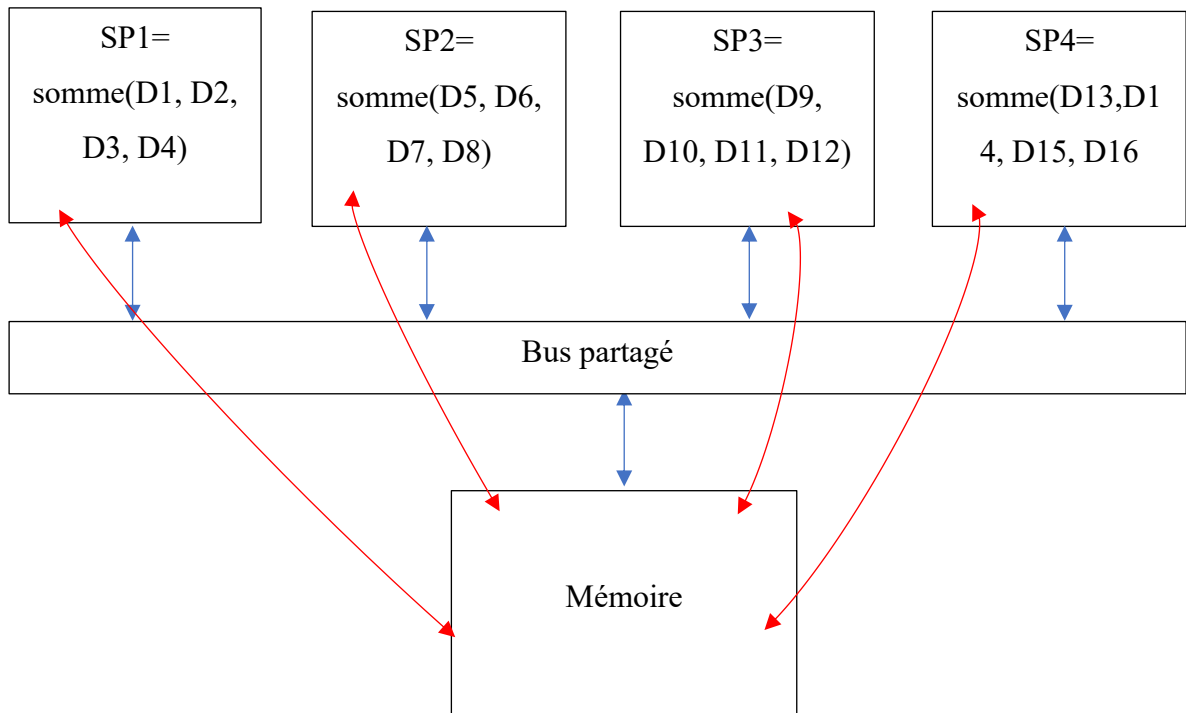 SP1=
somme(D1, D2,
D3, D4)
SP2=
somme(D5, D6,
D7, D8)
SP3=
somme(D9,
D10, D11, D12)
SP4=
somme(D13,D1
4, D15, D16
Bus partagé
Mémoire